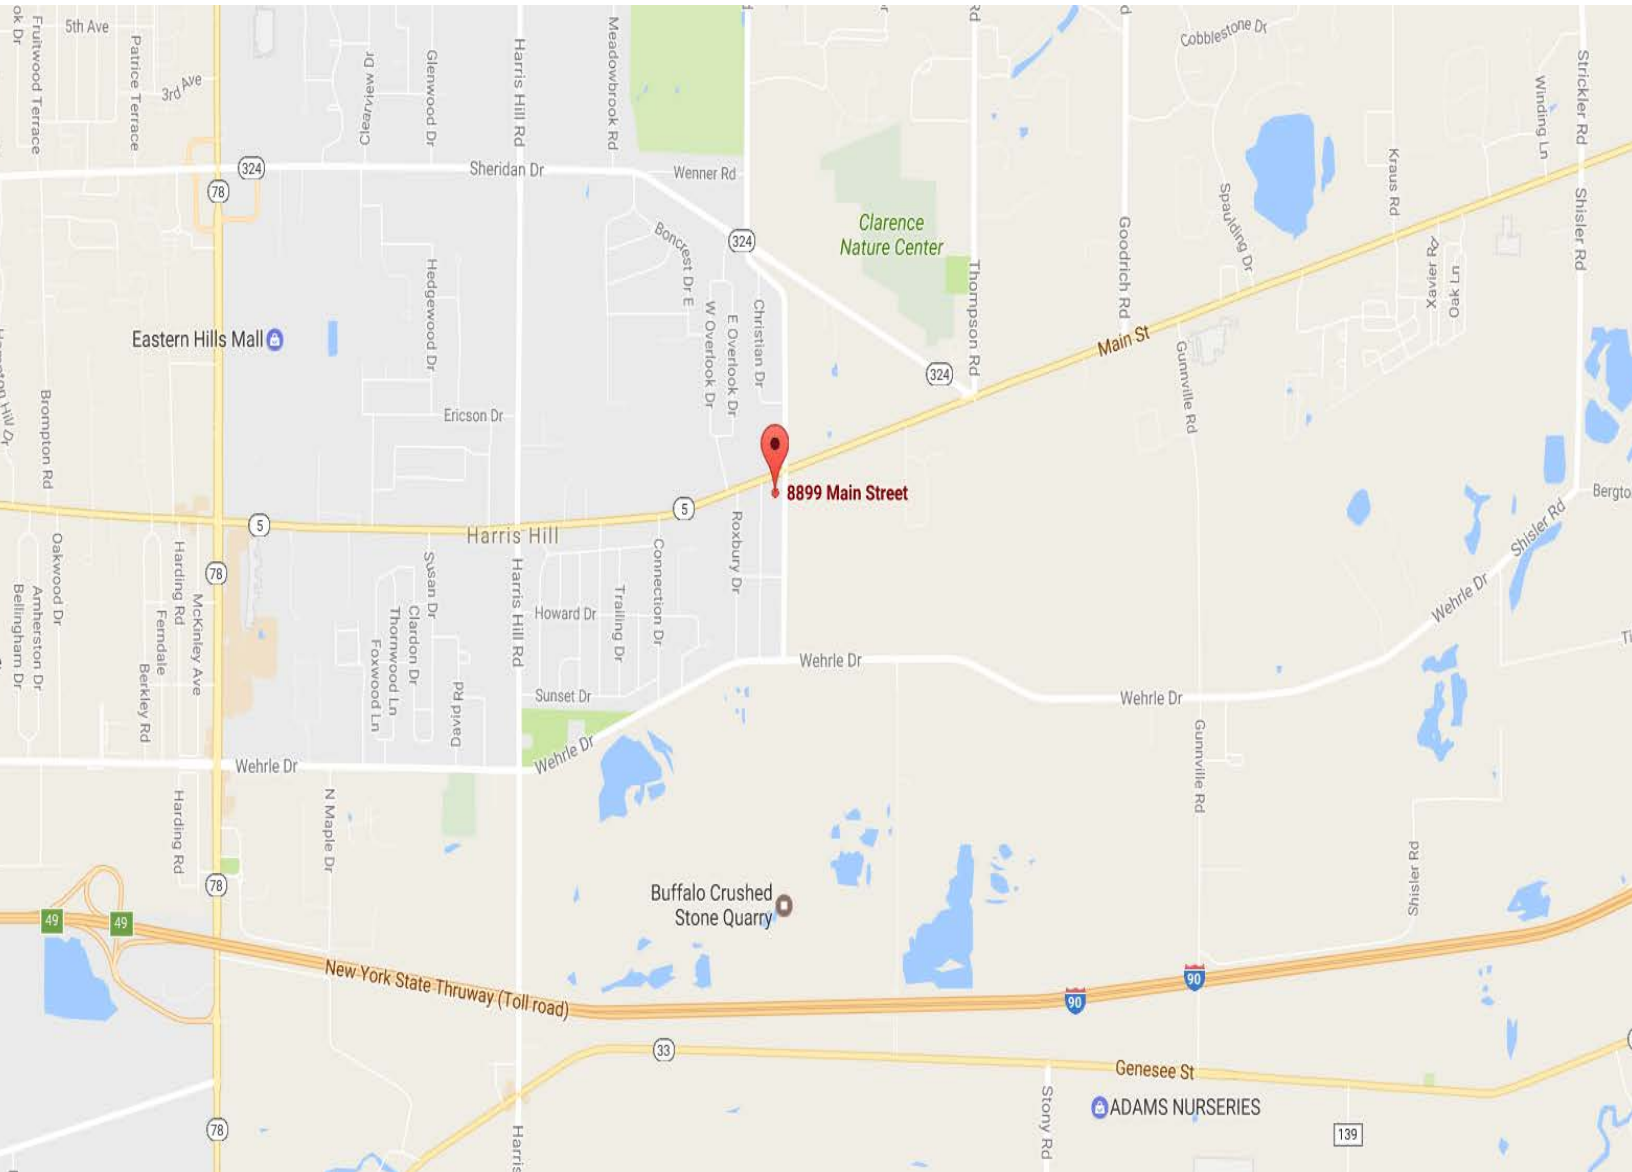 5th Ave
Fruitwood Terrace
Patrice Terrace
3rd Ave
ok Dr
Clearview Dr
Glenwood Dr
Harris Hill Rd
Meadowbrook Rd
Rd
d
Cobblestone Dr
Strickler Rd
Winding Ln
324
78
Sheridan Dr
Wenner Rd
Kraus Rd
Spaulding Dr
Shisler Rd
Clarence
Nature Center
324
Boncrest Dr E
Goodrich Rd
Thompson Rd
Xavier Rd
Oak Ln
Hedgewood Dr
W Overlook Dr
E Overlook Dr
Christian Dr
Eastern Hills Mall
Main St
Gunnville Rd
324
Brompton Rd
Ericson Dr
8899 Main Street
5
5
Harris Hill
Bergto
Shisler Rd
Roxbury Dr
Connection Dr
78
Oakwood Dr
Amherston Dr
Bellingham Dr
Harding Rd
McKinley Ave
Ferndale
Berkley Rd
Susan Dr
Clardon Dr
Thornwood Ln
Foxwood Ln
David Rd
Harris Hill Rd
Howard Dr
Trailing Dr
Sunset Dr
Wehrle Dr
Wehrle Dr
Wehrle Dr
Wehrle Dr
Wehrle Dr
Gunnville Rd
Harding Rd
N Maple Dr
78
Shisler Rd
Buffalo Crushed
Stone Quarry
49
49
New York State Thruway (Toll road)
90
90
33
Genesee St
Stony Rd
ADAMS NURSERIES
78
Harris
139